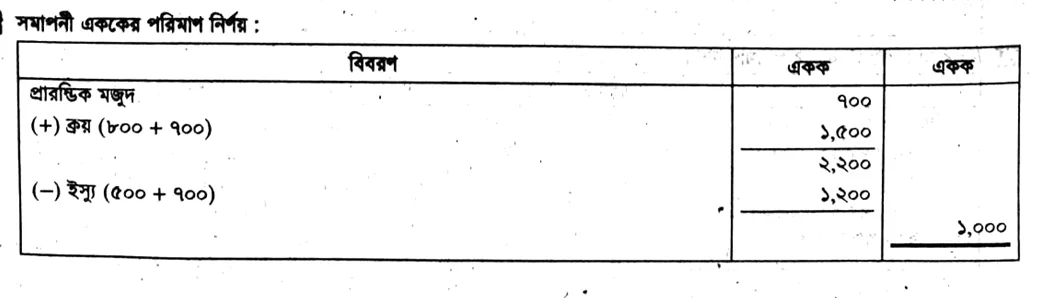 সমাপনী এককের পরিমাণ নির্ণয় :
বিবরণ একক একক
প্রারম্ভিক মজুদ ৭০০
(+) ক্রয় (৮০০ + ৭০০) ১,৫০০
২,২০০
(−) ইস্যু (৫০০ + ৭০০) ১,২০০
১,০০০